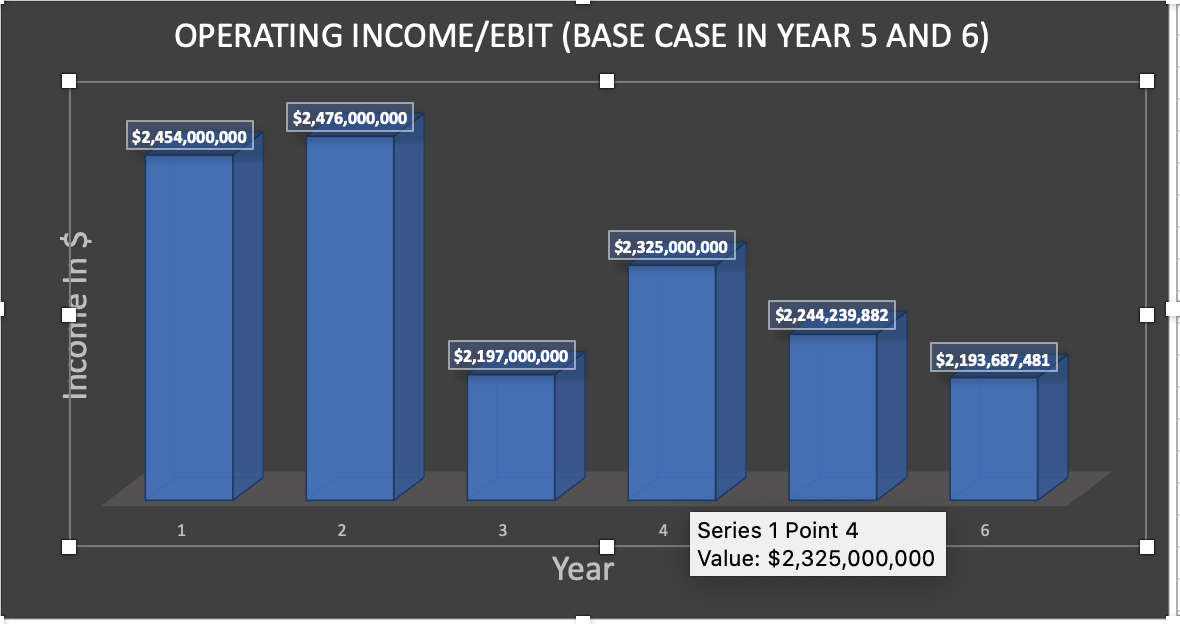 OPERATING INCOME/EBIT (BASE CASE IN YEAR 5 AND 6)
$2,454,000,000
$2,476,000,000
$2,197,000,000
$2,325,000,000
$2,244,239,882
$2,193,687,481
Income in $
1
2
3
4
6
Series 1 Point 4
Value: $2,325,000,000
Year